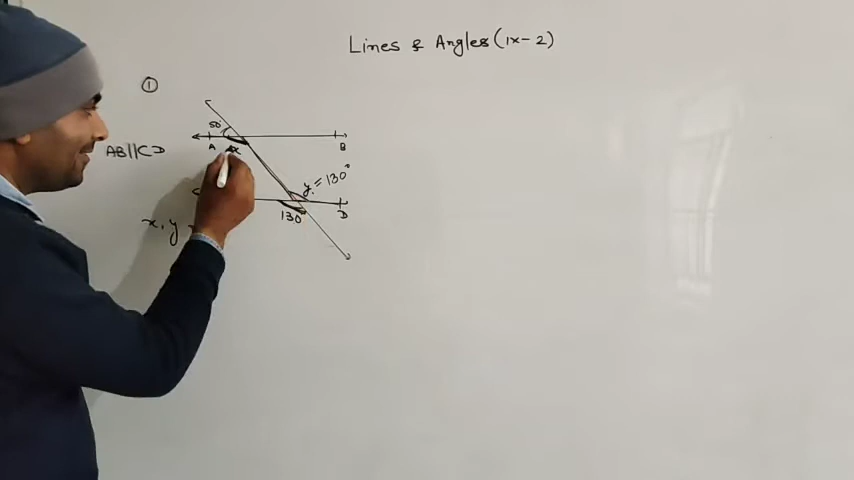 Lines & Angles (IX-2)
①
50°
A
B
AB//CD
x
y = 130°
C
D
130°
x, y